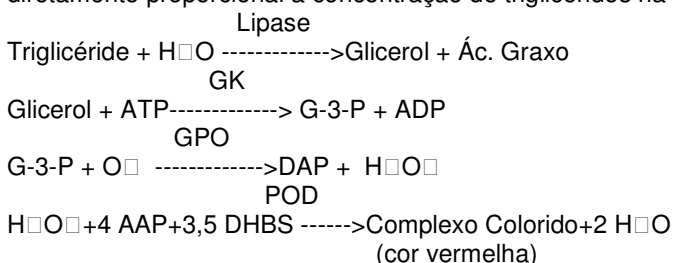 diretamente proporcional à concentração de triglicérides na
Lipase
Triglicéride + H□O ------------->Glicerol + Ác. Graxo
GK
Glicerol + ATP-------------> G-3-P + ADP
GPO
G-3-P + O□ ------------->DAP + H□O□
POD
H□O□+4 AAP+3,5 DHBS ------>Complexo Colorido+2 H□O
(cor vermelha)